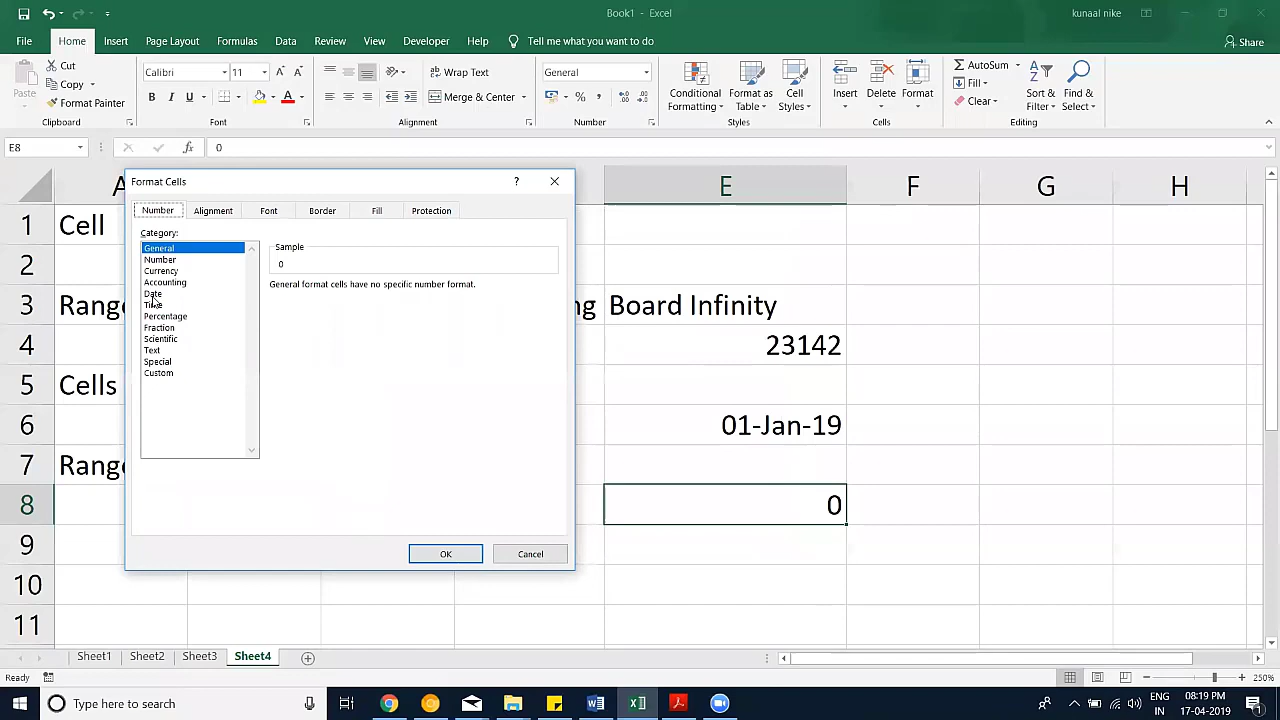 Book1 - Excel
kunaal nike
File Home Insert Page Layout Formulas Data Review View Developer Help Tell me what you want to do Share
Paste
Cut
Copy
Format Painter
Clipboard
Calibri 11
B I U
Font
Wrap Text
Merge & Center
Alignment
General
Number
Conditional Formatting
Format as Table
Cell Styles
Styles
Insert Delete Format
Cells
AutoSum
Fill
Clear
Sort & Filter
Find & Select
Editing
E8 fx 0
A E F G H
1 Cell
2
3 Range ng Board Infinity
4 23142
5 Cells
6 01-Jan-19
7 Range
8 0
9
10
11
Format Cells ?
Number Alignment Font Border Fill Protection
Category:
General
Number
Currency
Accounting
Date
Time
Percentage
Fraction
Scientific
Text
Special
Custom
Sample
0
General format cells have no specific number format.
OK Cancel
Sheet1 Sheet2 Sheet3 Sheet4
Ready 250%
Type here to search
ENG
IN
08:19 PM
17-04-2019